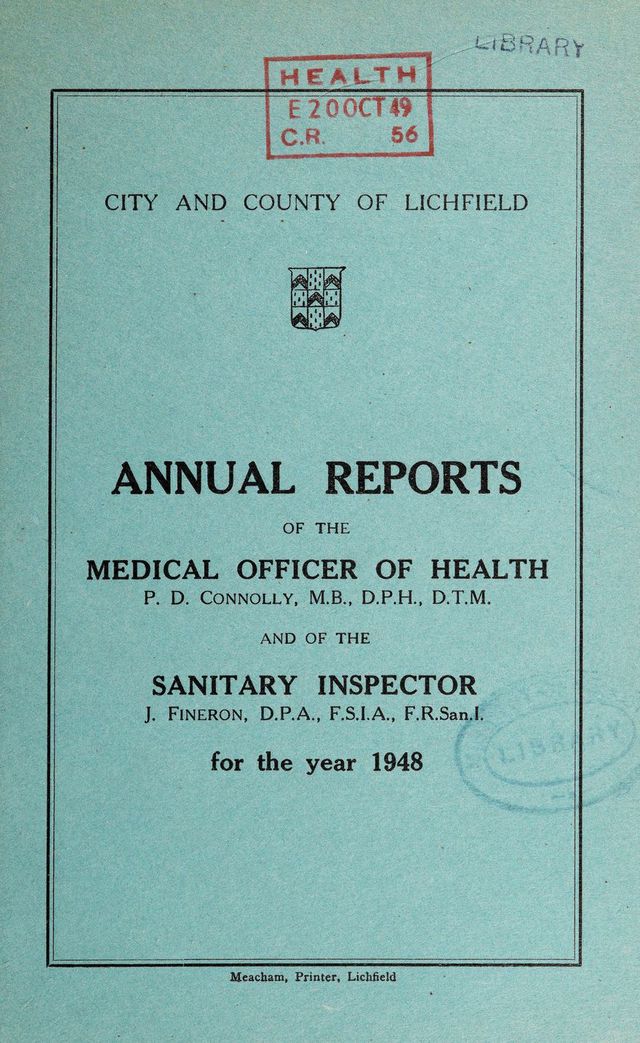 LIBRARY
HEALTH
E 20 OCT 49
C.R. 56
CITY AND COUNTY OF LICHFIELD
ANNUAL REPORTS
OF THE
MEDICAL OFFICER OF HEALTH
P. D. CONNOLLY, M.B., D.P.H., D.T.M.
AND OF THE
SANITARY INSPECTOR
J. FINERON, D.P.A., F.S.I.A., F.R.San.I.
for the year 1948
LIBRARY
Meacham, Printer, Lichfield